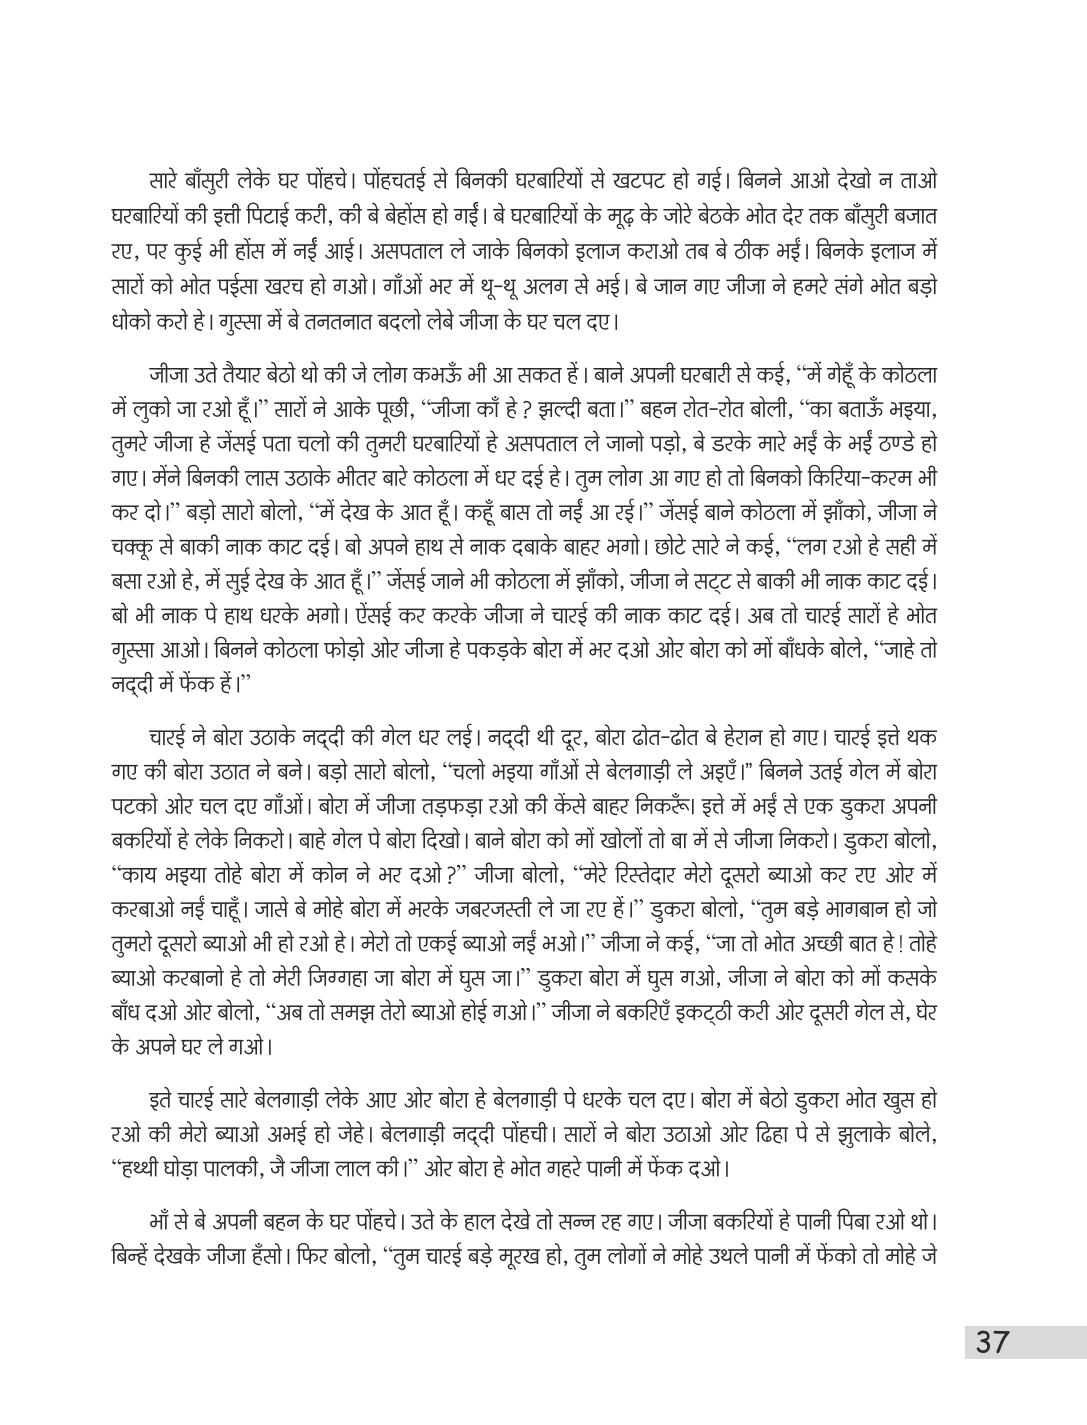 सारे बाँसुरी लेके घर पोंहचे। पोंहचतई से बिनकी घरबारियों से खटपट हो गई। बिनने आओ देखो न ताओ
घरबारियों की इत्ती पिटाई करी, की बे बेहोंस हो गईं। बे घरबारियों के मूढ़ के जोरे बेठके भोत देर तक बाँसुरी बजात
रए, पर कुई भी होंस में नईं आई। असपताल ले जाके बिनको इलाज कराओ तब बे ठीक भईं। बिनके इलाज में
सारों को भोत पईसा खरच हो गओ। गाँओं भर में थू-थू अलग से भई। बे जान गए जीजा ने हमरे संगे भोत बड़ो
धोको करो हे। गुस्सा में बे तनतनात बदलो लेबे जीजा के घर चल दए।
जीजा उते तैयार बेठो थो की जे लोग कभऊँ भी आ सकत हें। बाने अपनी घरबारी से कई, “में गेहूँ के कोठला
में लुको जा रओ हूँ।” सारों ने आके पूछी, “जीजा काँ हे? झल्दी बता।” बहन रोत-रोत बोली, “का बताऊँ भइया,
तुमरे जीजा हे जेंसई पता चलो की तुमरी घरबारियों हे असपताल ले जानो पड़ो, बे डरके मारे भईं के भईं ठण्डे हो
गए। मेंने बिनकी लास उठाके भीतर बारे कोठला में धर दई हे। तुम लोग आ गए हो तो बिनको किरिया-करम भी
कर दो।” बड़ो सारो बोलो, “में देख के आत हूँ। कहूँ बास तो नईं आ रई।” जेंसई बाने कोठला में झाँको, जीजा ने
चक्कू से बाकी नाक काट दई। बो अपने हाथ से नाक दबाके बाहर भगो। छोटे सारे ने कई, “लग रओ हे सही में
बसा रओ हे, में सुई देख के आत हूँ।” जेंसई जाने भी कोठला में झाँको, जीजा ने सट्ट से बाकी भी नाक काट दई।
बो भी नाक पे हाथ धरके भगो। ऐंसई कर करके जीजा ने चारई की नाक काट दई। अब तो चारई सारों हे भोत
गुस्सा आओ। बिनने कोठला फोड़ो ओर जीजा हे पकड़के बोरा में भर दओ ओर बोरा को मों बाँधके बोले, “जाहे तो
नद्दी में फेंक हें।”
चारई ने बोरा उठाके नद्दी की गेल धर लई। नद्दी थी दूर, बोरा ढोत-ढोत बे हेरान हो गए। चारई इत्ते थक
गए की बोरा उठात ने बने। बड़ो सारो बोलो, “चलो भइया गाँओं से बेलगाड़ी ले अइएँ।” बिनने उतई गेल में बोरा
पटको ओर चल दए गाँओं। बोरा में जीजा तड़फड़ा रओ की केंसे बाहर निकरूँ। इत्ते में भईं से एक डुकरा अपनी
बकरियों हे लेके निकरो। बाहे गेल पे बोरा दिखो। बाने बोरा को मों खोलों तो बा में से जीजा निकरो। डुकरा बोलो,
“काय भइया तोहे बोरा में कोन ने भर दओ?” जीजा बोलो, “मेरे रिस्तेदार मेरो दूसरो ब्याओ कर रए ओर में
करबाओ नईं चाहूँ। जासे बे मोहे बोरा में भरके जबरजस्ती ले जा रए हें।” डुकरा बोलो, “तुम बड़े भागबान हो जो
तुमरो दूसरो ब्याओ भी हो रओ हे। मेरो तो एकई ब्याओ नईं भओ।” जीजा ने कई, “जा तो भोत अच्छी बात हे! तोहे
ब्याओ करबानो हे तो मेरी जिग्गहा जा बोरा में घुस जा।” डुकरा बोरा में घुस गओ, जीजा ने बोरा को मों कसके
बाँध दओ ओर बोलो, “अब तो समझ तेरो ब्याओ होई गओ।” जीजा ने बकरिएँ इकट्ठी करी ओर दूसरी गेल से, घेर
के अपने घर ले गओ।
इते चारई सारे बेलगाड़ी लेके आए ओर बोरा हे बेलगाड़ी पे धरके चल दए। बोरा में बेठो डुकरा भोत खुस हो
रओ की मेरो ब्याओ अभई हो जेहे। बेलगाड़ी नद्दी पोंहची। सारों ने बोरा उठाओ ओर ढिहा पे से झुलाके बोले,
“हथ्थी घोड़ा पालकी, जै जीजा लाल की।” ओर बोरा हे भोत गहरे पानी में फेंक दओ।
भाँ से बे अपनी बहन के घर पोंहचे। उते के हाल देखे तो सन्न रह गए। जीजा बकरियों हे पानी पिबा रओ थो।
बिन्हें देखके जीजा हँसो। फिर बोलो, “तुम चारई बड़े मूरख हो, तुम लोगों ने मोहे उथले पानी में फेंको तो मोहे जे
37